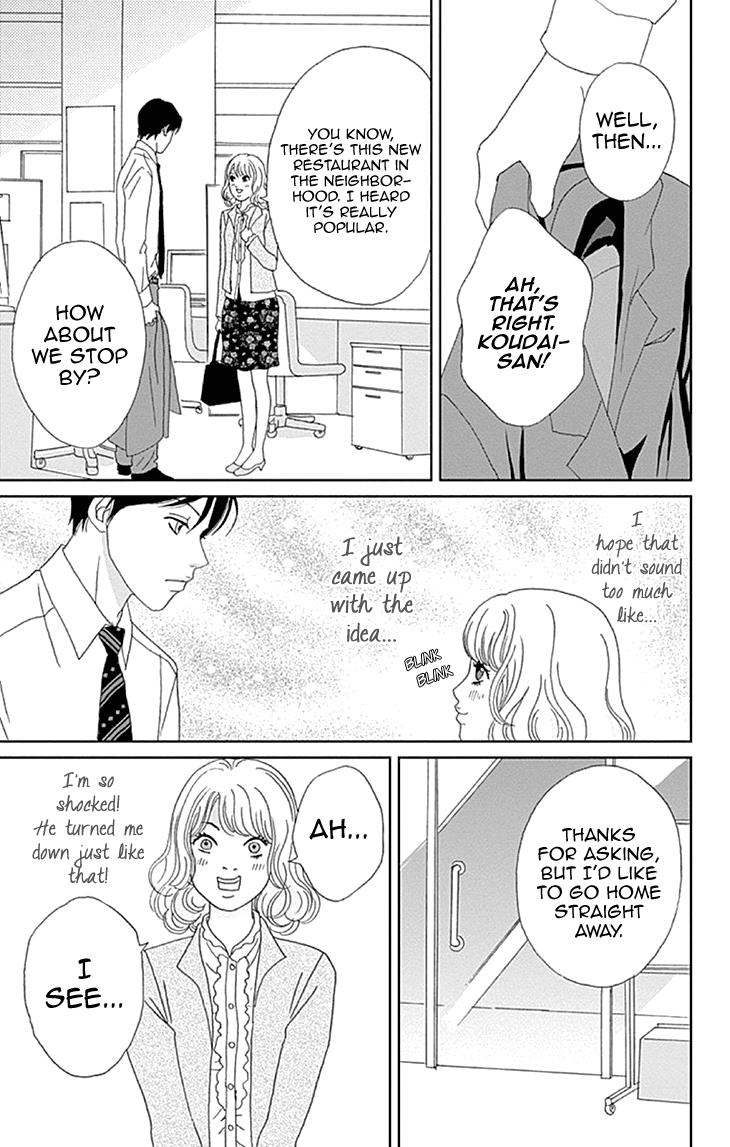 WELL,
THEN...
AH,
THAT'S
RIGHT.
KOUDAI-
SAN!
YOU KNOW,
THERE'S THIS NEW
RESTAURANT IN
THE NEIGHBOR-
HOOD. I HEARD
IT'S REALLY
POPULAR.
HOW
ABOUT
WE STOP
BY?
I
hope that
didn't sound
too much
like...
I just
came up
with the
idea...
BLINK
BLINK
THANKS
FOR ASKING,
BUT I'D LIKE
TO GO HOME
STRAIGHT
AWAY.
AH...
I'm so
shocked!
He turned me
down just like
that!
I
SEE...